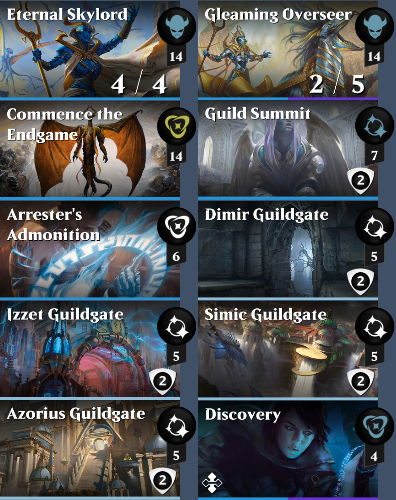 Eternal Skylord
14
4 / 4
Gleaming Overseer
14
2 / 5
Commence the
Endgame
14
Guild Summit
7
2
Arrester's
Admonition
6
Dimir Guildgate
5
2
Izzet Guildgate
5
2
Simic Guildgate
5
2
Azorius Guildgate
5
2
Discovery
4